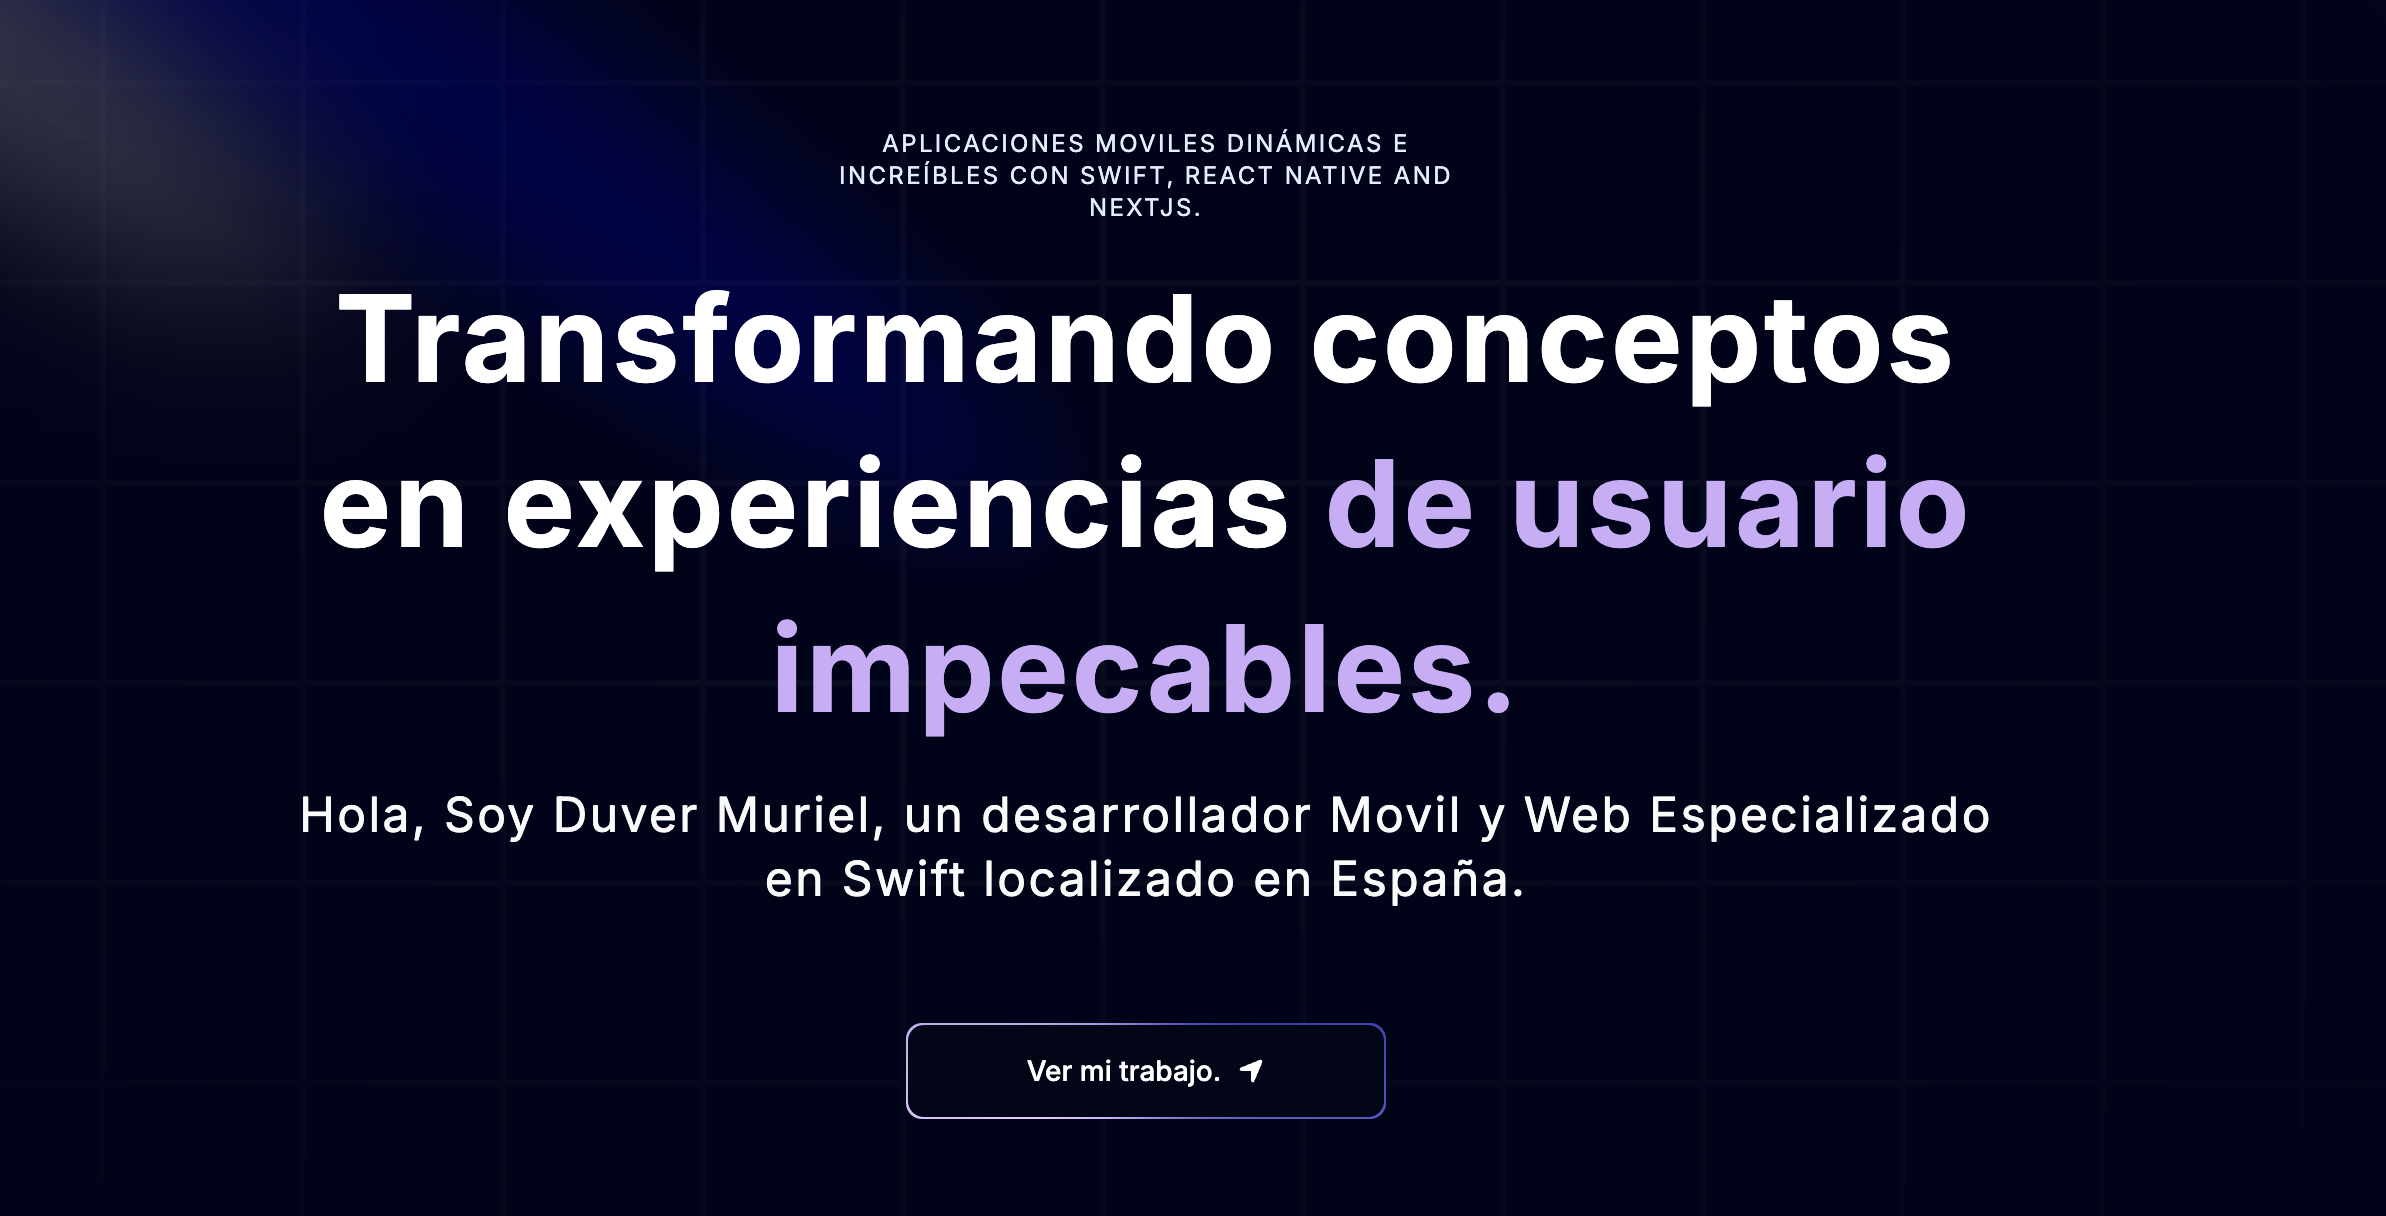 APLICACIONES MOVILES DINÁMICAS E
INCREÍBLES CON SWIFT, REACT NATIVE AND
NEXTJS.
Transformando conceptos
en experiencias de usuario
impecables.
Hola, Soy Duver Muriel, un desarrollador Movil y Web Especializado
en Swift localizado en España.
Ver mi trabajo.